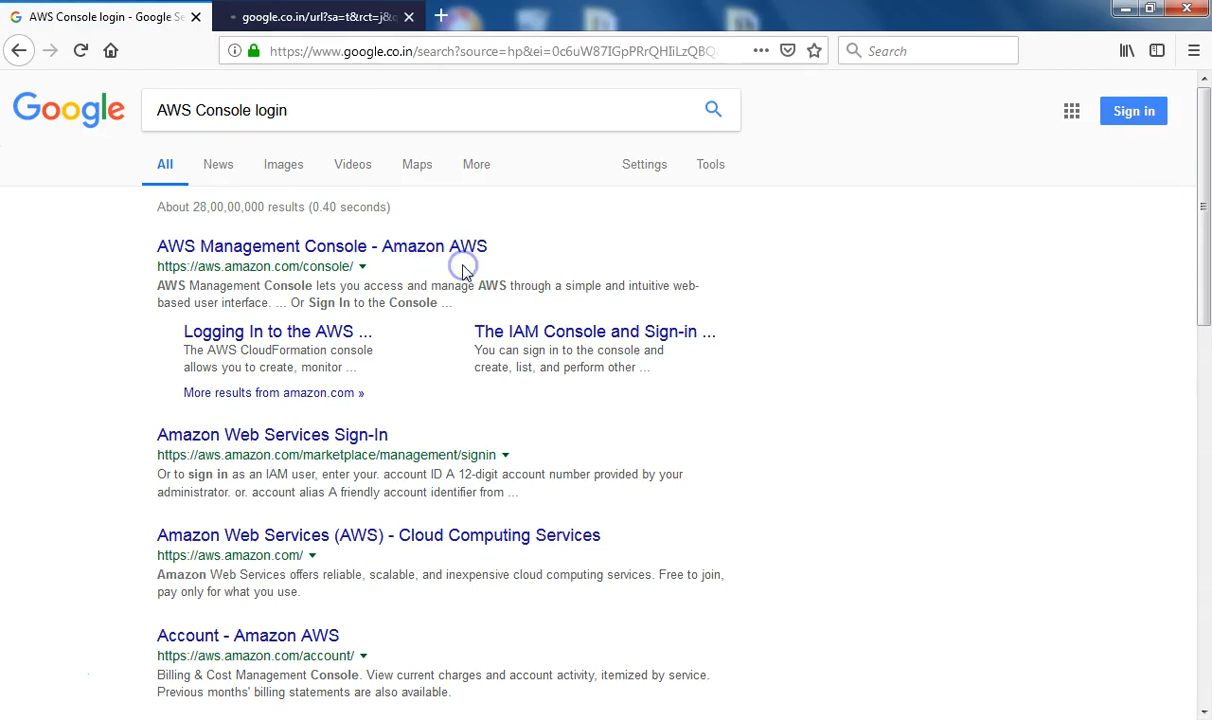 AWS Console login - Google Se
google.co.in/url?sa=t&rct=j&q
https://www.google.co.in/search?source=hp&ei=0c6uW87IGpPRrQHIiLzQBQ
Search
Google
AWS Console login
Sign in
All
News
Images
Videos
Maps
More
Settings
Tools
About 28,00,00,000 results (0.40 seconds)
AWS Management Console - Amazon AWS
https://aws.amazon.com/console/
AWS Management Console lets you access and manage AWS through a simple and intuitive web-
based user interface. ... Or Sign In to the Console ...
Logging In to the AWS ...
The AWS CloudFormation console
allows you to create, monitor ...
The IAM Console and Sign-in ...
You can sign in to the console and
create, list, and perform other ...
More results from amazon.com »
Amazon Web Services Sign-In
https://aws.amazon.com/marketplace/management/signin
Or to sign in as an IAM user, enter your. account ID A 12-digit account number provided by your
administrator. or. account alias A friendly account identifier from ...
Amazon Web Services (AWS) - Cloud Computing Services
https://aws.amazon.com/
Amazon Web Services offers reliable, scalable, and inexpensive cloud computing services. Free to join,
pay only for what you use.
Account - Amazon AWS
https://aws.amazon.com/account/
Billing & Cost Management Console. View current charges and account activity, itemized by service.
Previous months' billing statements are also available.